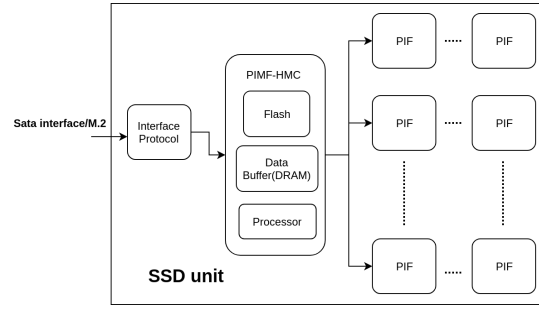 PIF ..... PIF
PIMF-HMC
Flash
Sata interface/M.2
Interface
Protocol
PIF ..... PIF
Data
Buffer(DRAM)
Processor
SSD unit
PIF ..... PIF